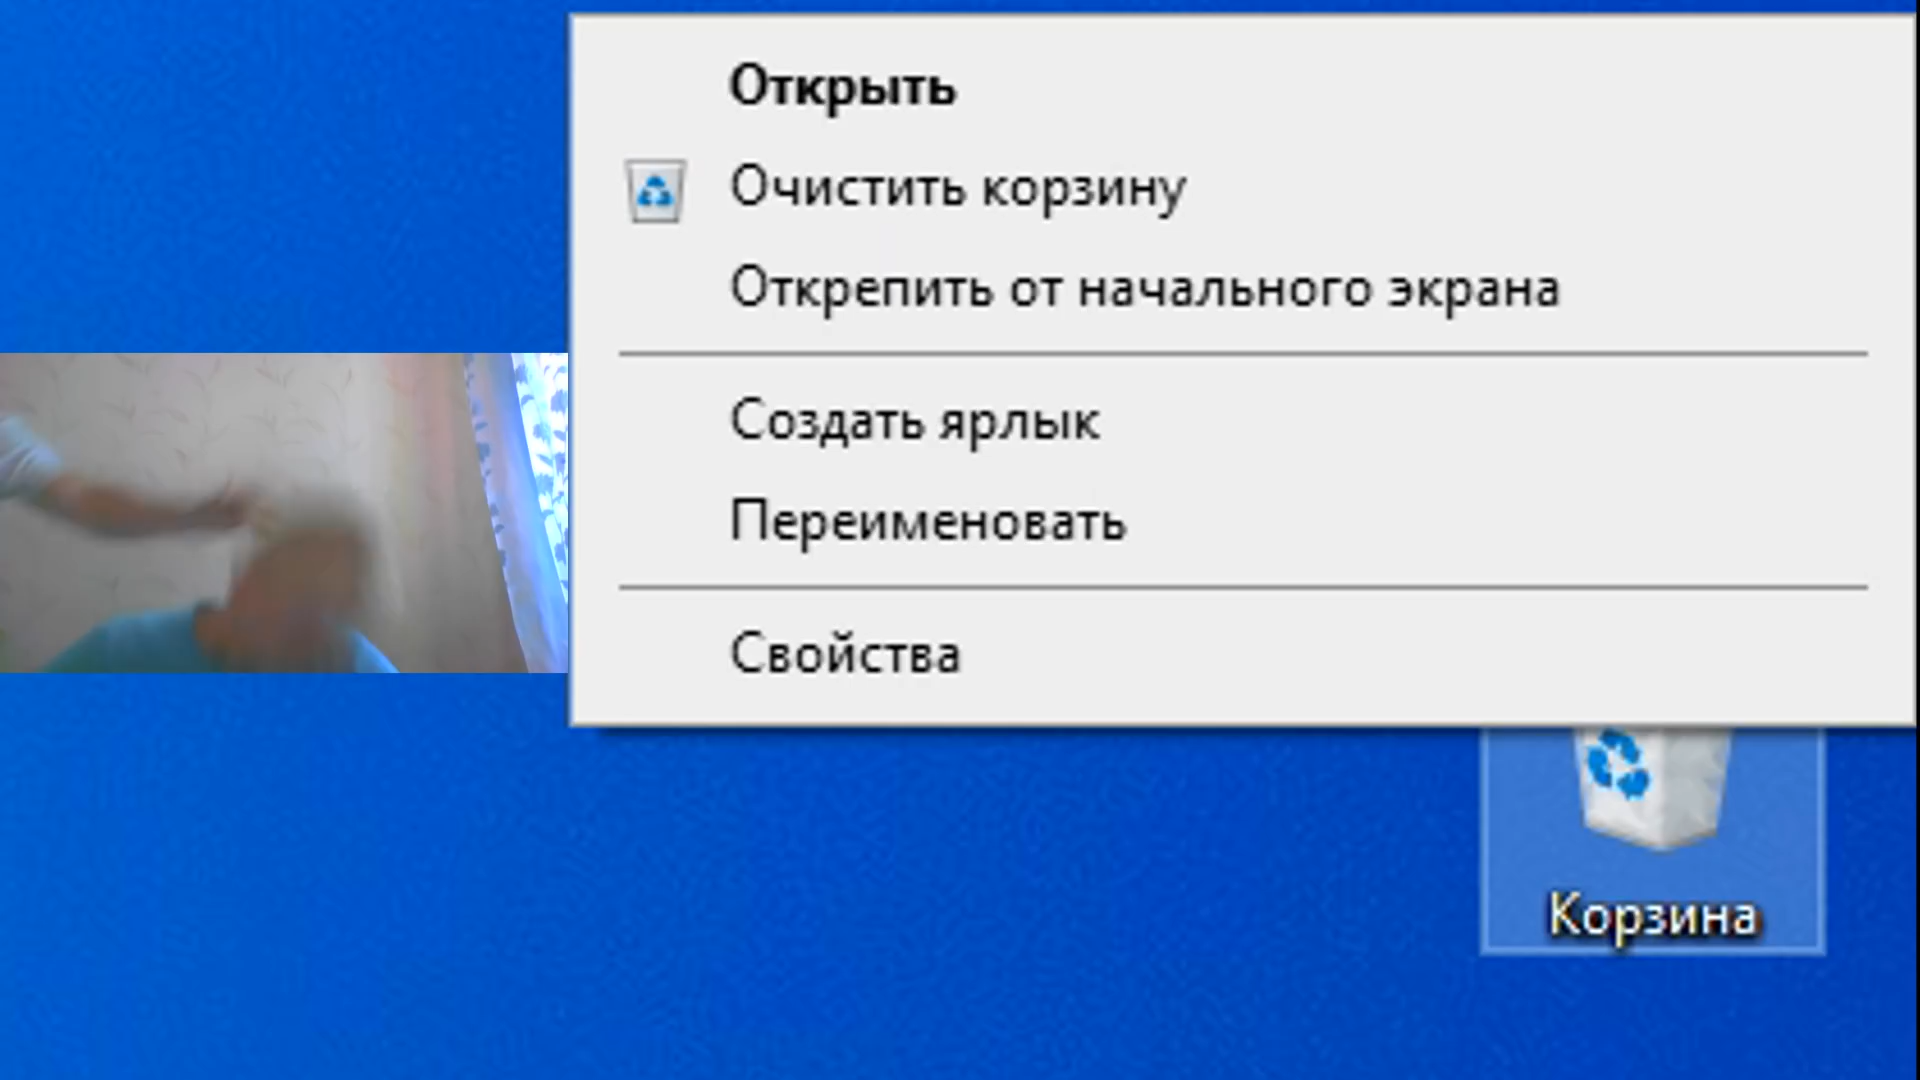 Открыть
Очистить корзину
Открепить от начального экрана
Создать ярлык
Переименовать
Свойства
Корзина